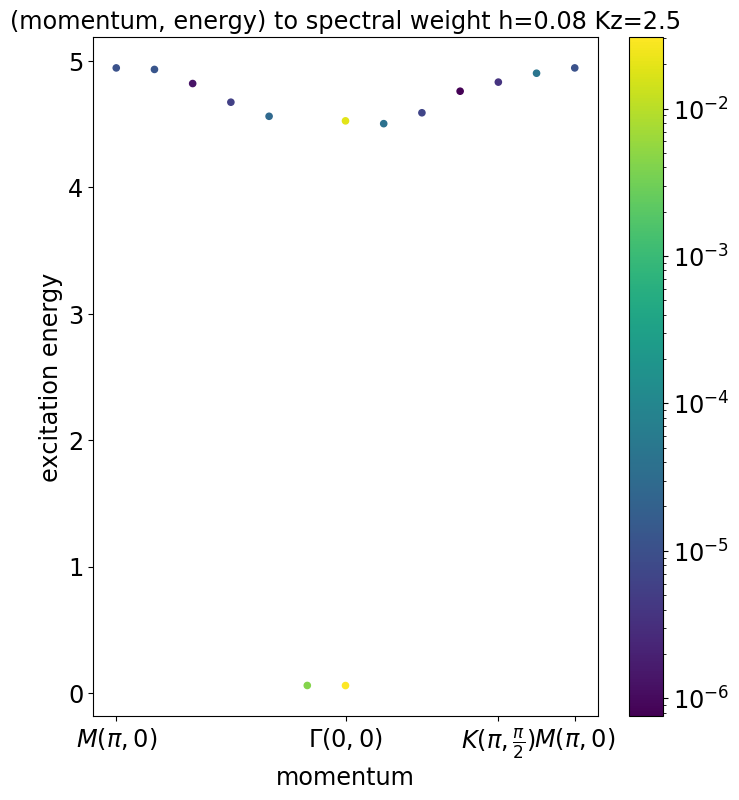 (momentum, energy) to spectral weight h=0.08 Kz=2.5
excitation energy
5
4
3
2
1
0
M(π, 0)
Γ(0, 0)
K(π, π/2)
M(π, 0)
momentum
10⁻²
10⁻³
10⁻⁴
10⁻⁵
10⁻⁶